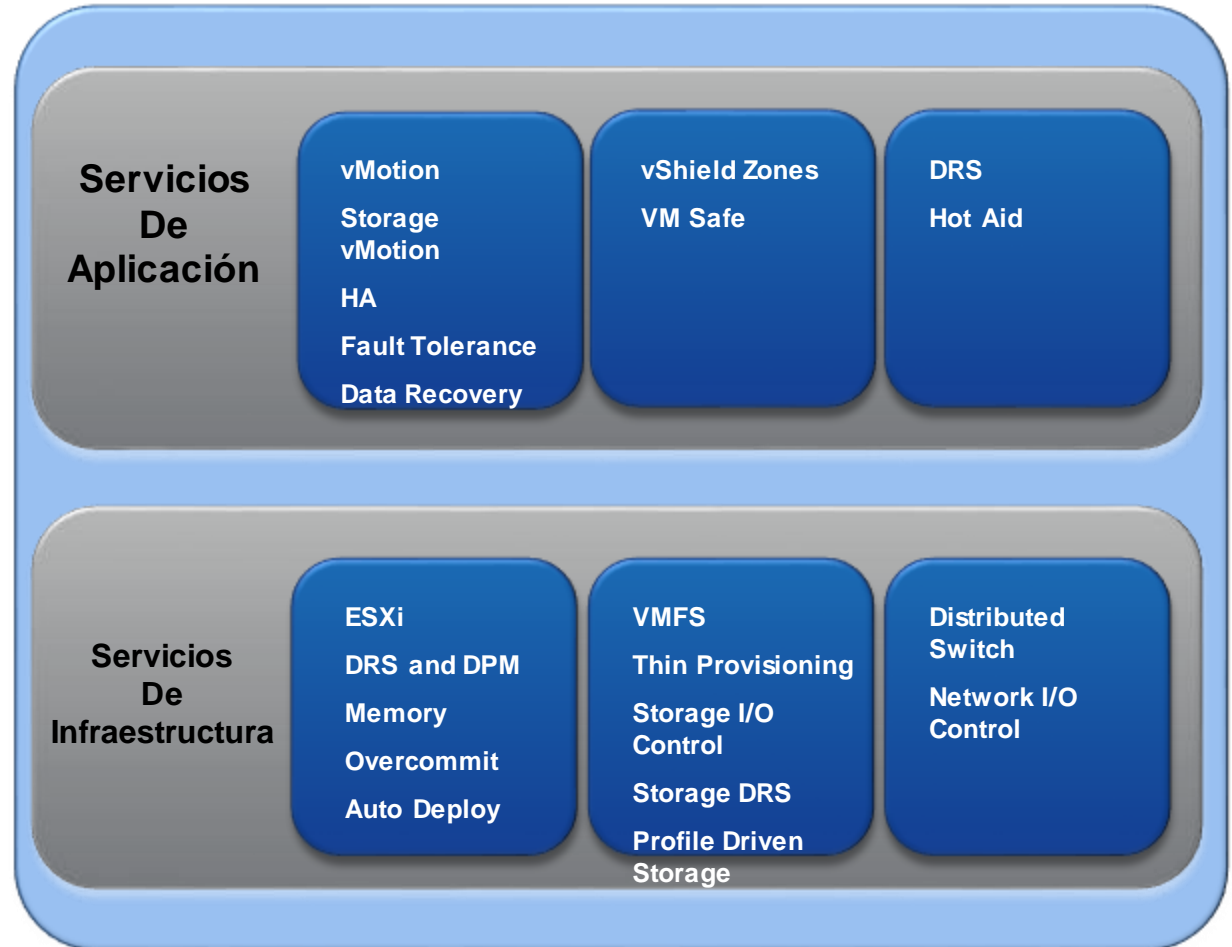 Servicios
De
Aplicación
vMotion
Storage
vMotion
HA
Fault Tolerance
Data Recovery
vShield Zones
VM Safe
DRS
Hot Aid
Servicios
De
Infraestructura
ESXi
DRS and DPM
Memory
Overcommit
Auto Deploy
VMFS
Thin Provisioning
Storage I/O
Control
Storage DRS
Profile Driven
Storage
Distributed
Switch
Network I/O
Control